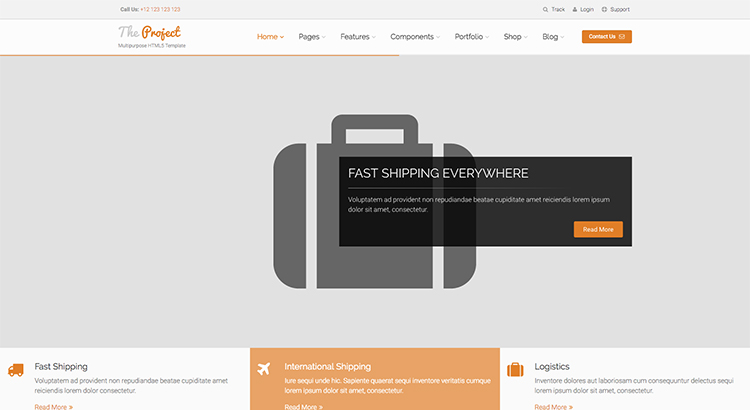 Call Us: +12 123 123 123
Track Login Support
The Project
Multipurpose HTML5 Template
Home Pages Features Components Portfolio Shop Blog Contact Us
FAST SHIPPING EVERYWHERE
Voluptatem ad provident non repudiandae beatae cupiditate amet reiciendis lorem ipsum
dolor sit amet, consectetur.
Read More
Fast Shipping
Voluptatem ad provident non repudiandae beatae cupiditate amet
reiciendis lorem ipsum dolor sit amet, consectetur.
Read More »
International Shipping
Iure sequi unde hic. Sapiente quaerat sequi inventore veritatis cumque
lorem ipsum dolor sit amet, consectetur.
Read More »
Logistics
Inventore dolores aut laboriosam cum consequuntur delectus sequi
lorem ipsum dolor sit amet, consectetur.
Read More »